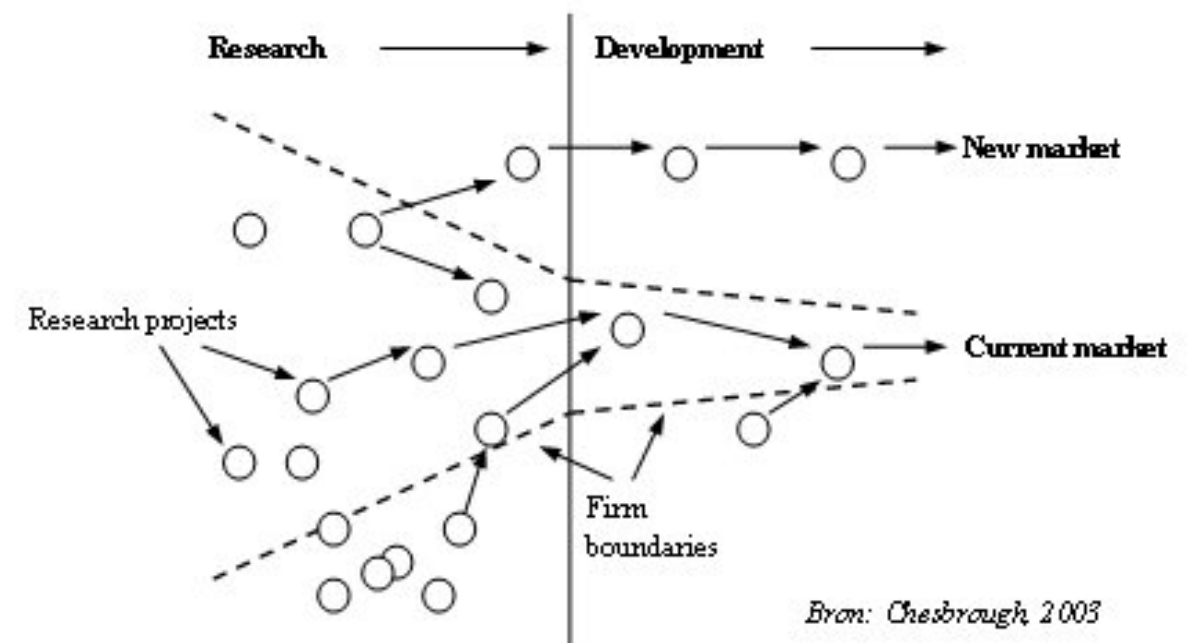 Research
Development
New market
Research projects
Current market
Firm
boundaries
Bron: Chesbrough, 2003